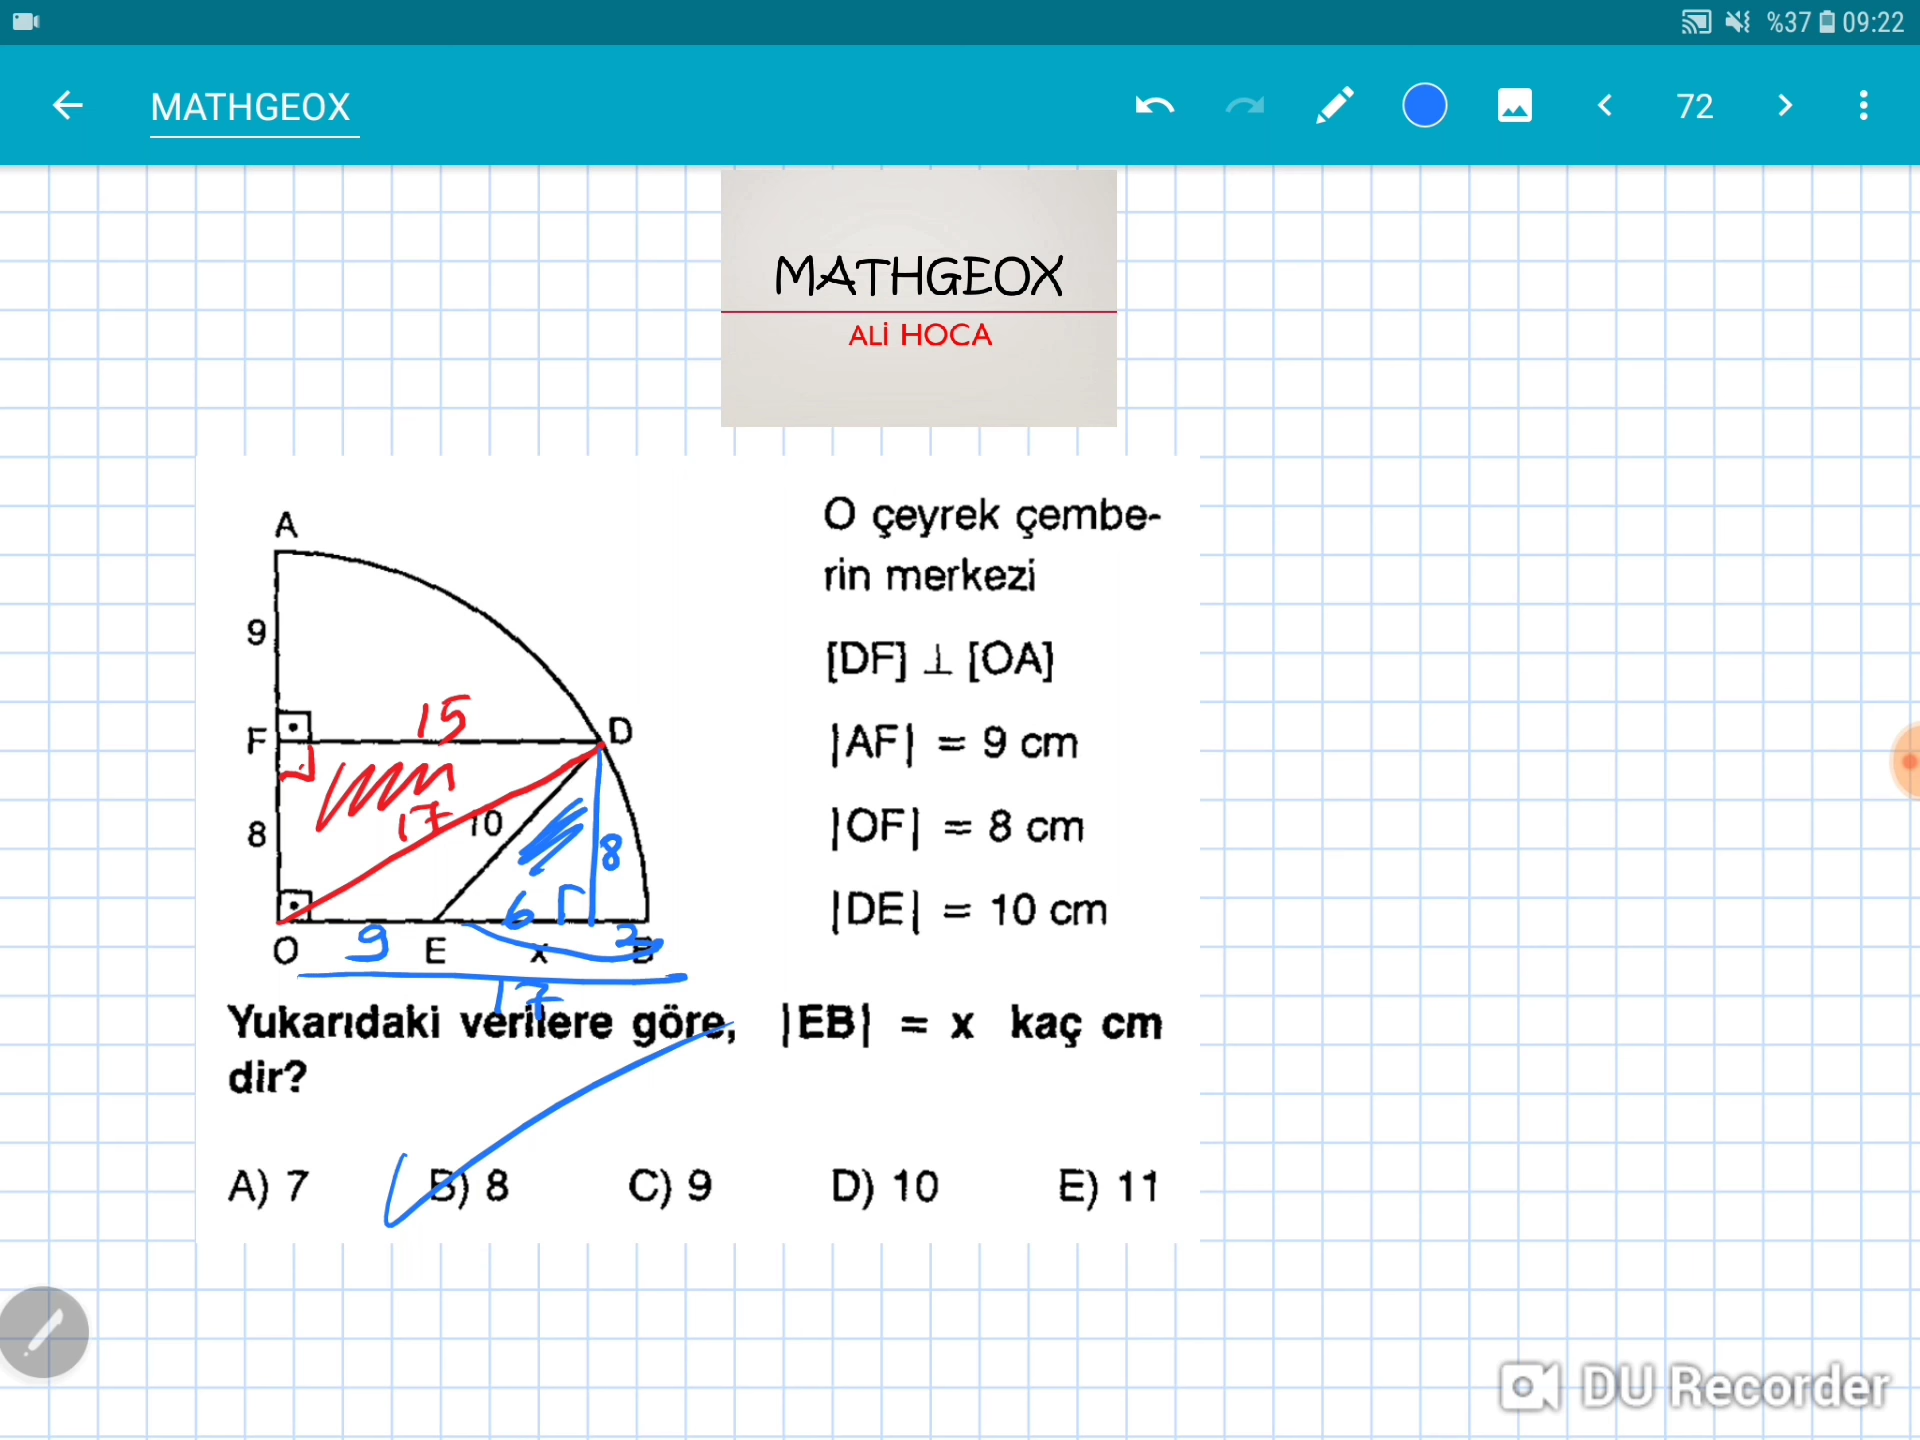 %37 09:22
MATHGEOX
72
MATHGEOX
ALİ HOCA
A
9
F
15
D
17
10
8
8
6
O
9
E
x
3
B
17
O çeyrek çembe-
rin merkezi
[DF] ⊥ [OA]
|AF| = 9 cm
|OF| = 8 cm
|DE| = 10 cm
Yukarıdaki verilere göre, |EB| = x kaç cm
dir?
A) 7 B) 8 C) 9 D) 10 E) 11
DU Recorder